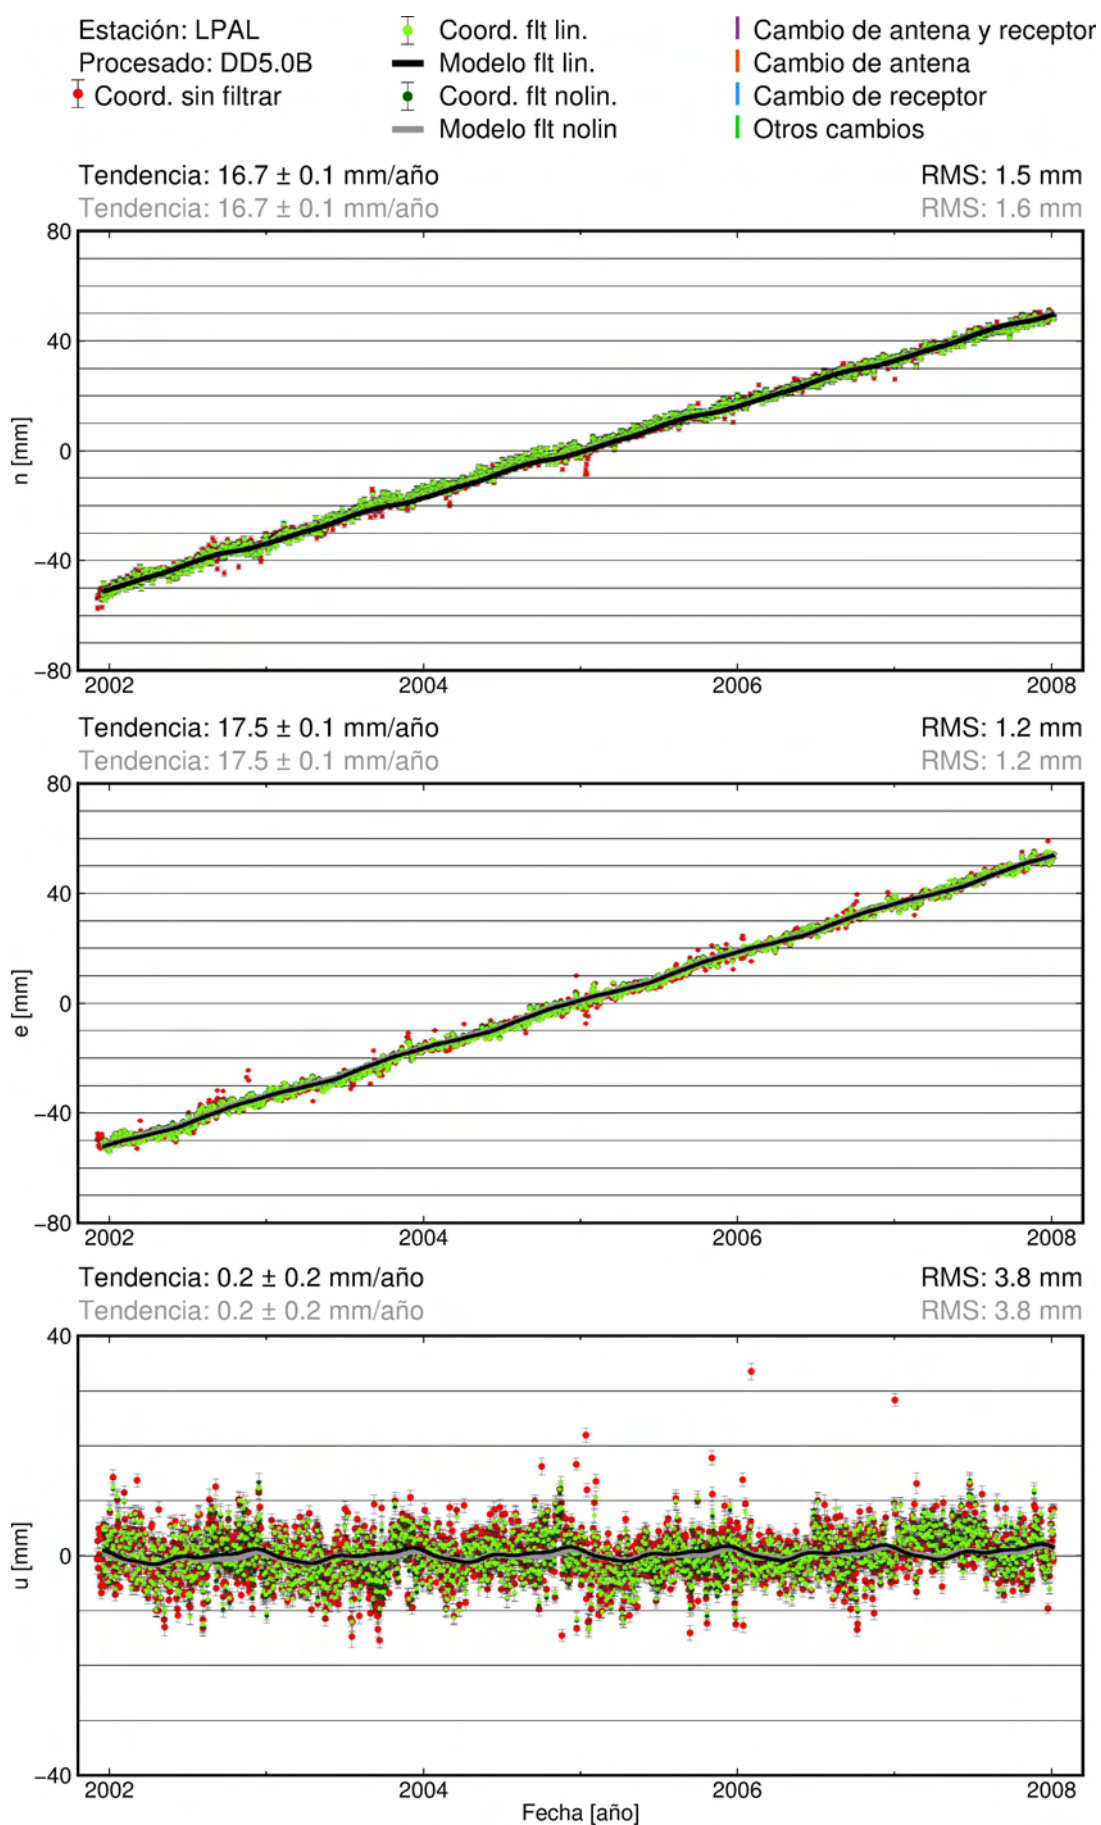 Estación: LPAL
Procesado: DD5.0B
Coord. sin filtrar
Coord. flt lin.
Modelo flt lin.
Coord. flt nolin.
Modelo flt nolin
Cambio de antena y receptor
Cambio de antena
Cambio de receptor
Otros cambios
Tendencia: 16.7 ± 0.1 mm/año RMS: 1.5 mm
Tendencia: 16.7 ± 0.1 mm/año RMS: 1.6 mm
80
40
0
−40
−80
n [mm]
2002 2004 2006 2008
Tendencia: 17.5 ± 0.1 mm/año RMS: 1.2 mm
Tendencia: 17.5 ± 0.1 mm/año RMS: 1.2 mm
80
40
0
−40
−80
e [mm]
2002 2004 2006 2008
Tendencia: 0.2 ± 0.2 mm/año RMS: 3.8 mm
Tendencia: 0.2 ± 0.2 mm/año RMS: 3.8 mm
40
0
−40
u [mm]
2002 2004 2006 2008
Fecha [año]